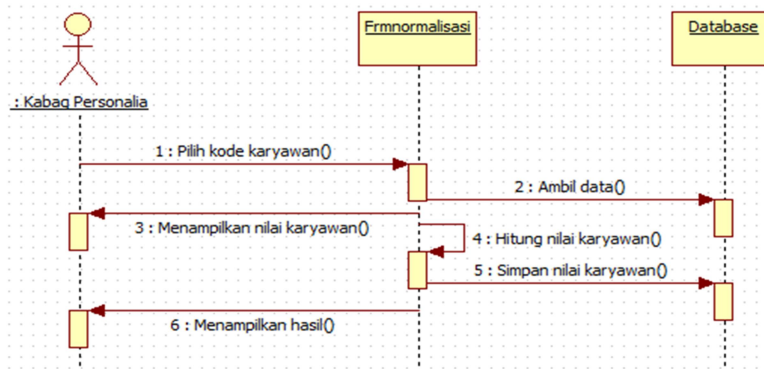 Frmnormalisasi
Database
: Kabag Personalia
1 : Pilih kode karyawan()
2 : Ambil data()
3 : Menampilkan nilai karyawan()
4 : Hitung nilai karyawan()
5 : Simpan nilai karyawan()
6 : Menampilkan hasil()